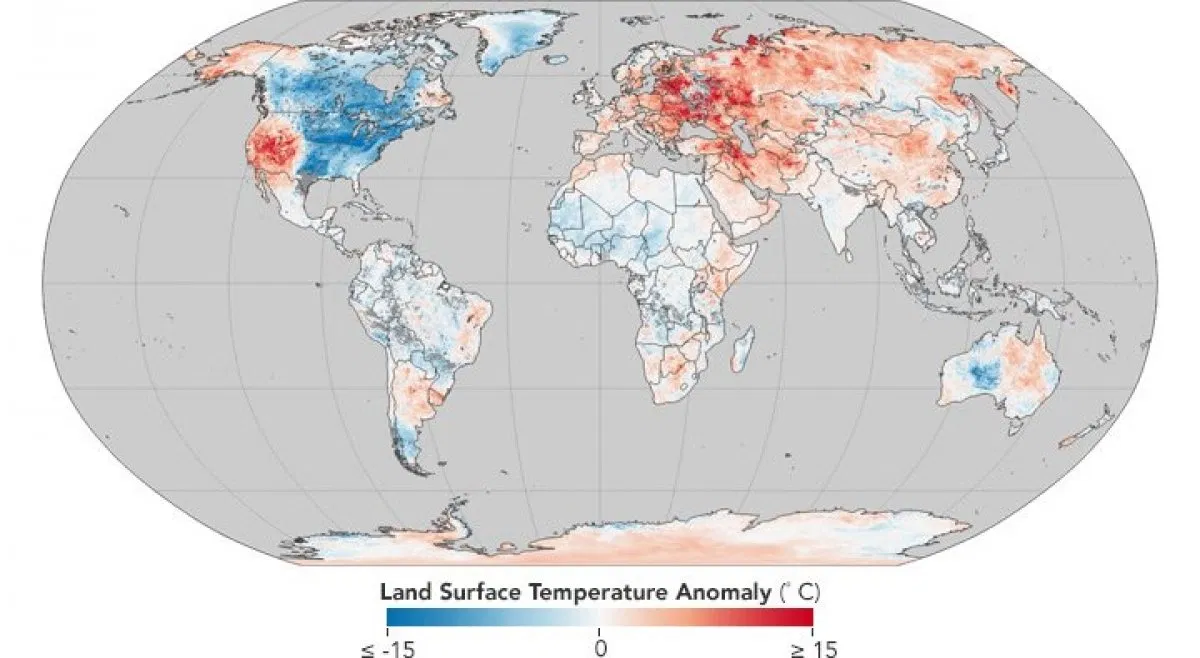 Land Surface Temperature Anomaly (° C)
≤ -15 0 ≥ 15